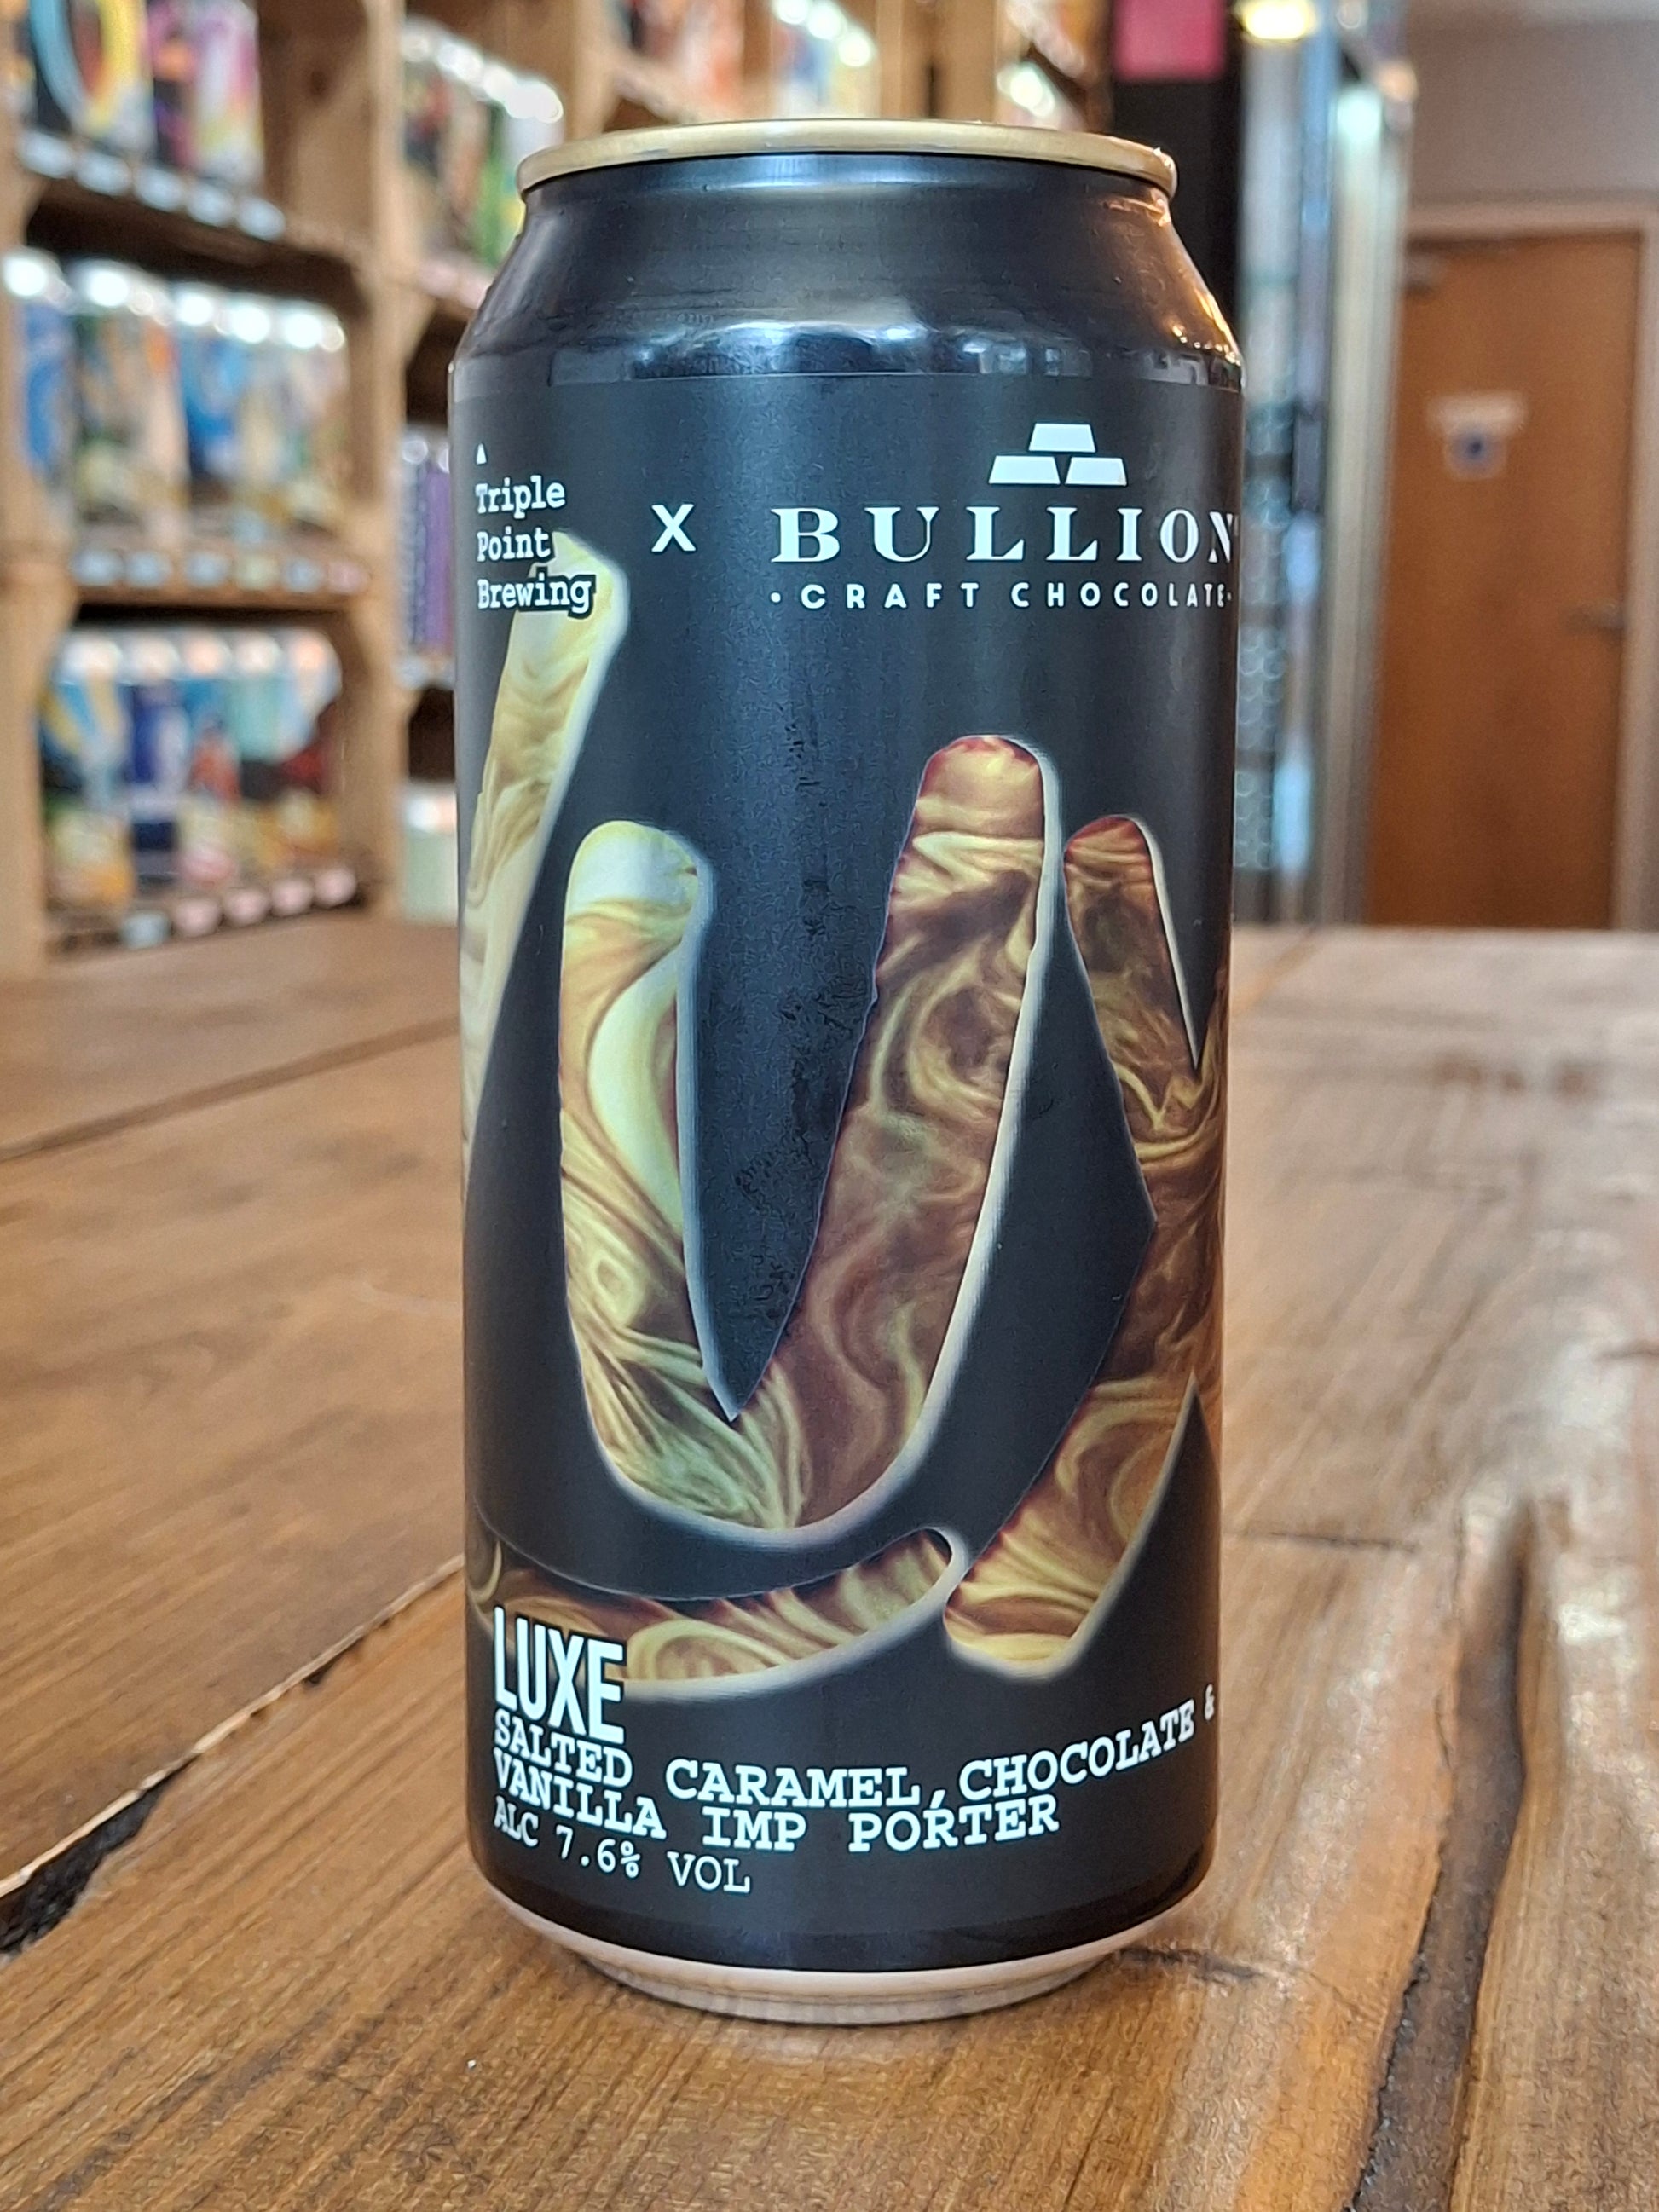 Triple
Point
Brewing
X
BULLION
·CRAFT CHOCOLATE·
LUXE
SALTED CARAMEL, CHOCOLATE &
VANILLA IMP PORTER
ALC 7.6% VOL